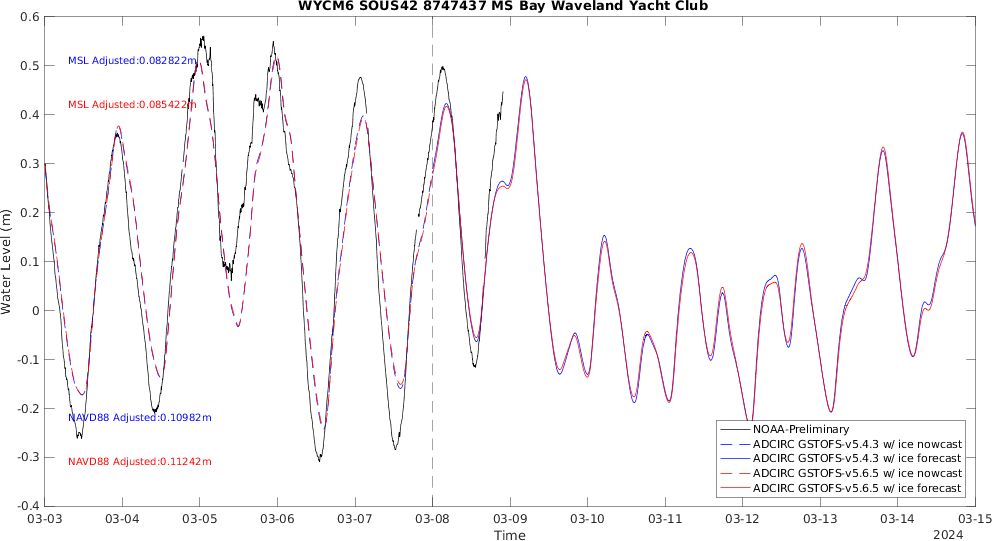 WYCM6 SOUS42 8747437 MS Bay Waveland Yacht Club
0.6
0.5
0.4
0.3
0.2
0.1
0
-0.1
-0.2
-0.3
-0.4
Water Level (m)
MSL Adjusted:0.082822m
MSL Adjusted:0.085422m
NAVD88 Adjusted:0.10982m
NAVD88 Adjusted:0.11242m
NOAA-Preliminary
ADCIRC GSTOFS-v5.4.3 w/ ice nowcast
ADCIRC GSTOFS-v5.4.3 w/ ice forecast
ADCIRC GSTOFS-v5.6.5 w/ ice nowcast
ADCIRC GSTOFS-v5.6.5 w/ ice forecast
03-03 03-04 03-05 03-06 03-07 03-08 03-09 03-10 03-11 03-12 03-13 03-14 03-15
Time
2024